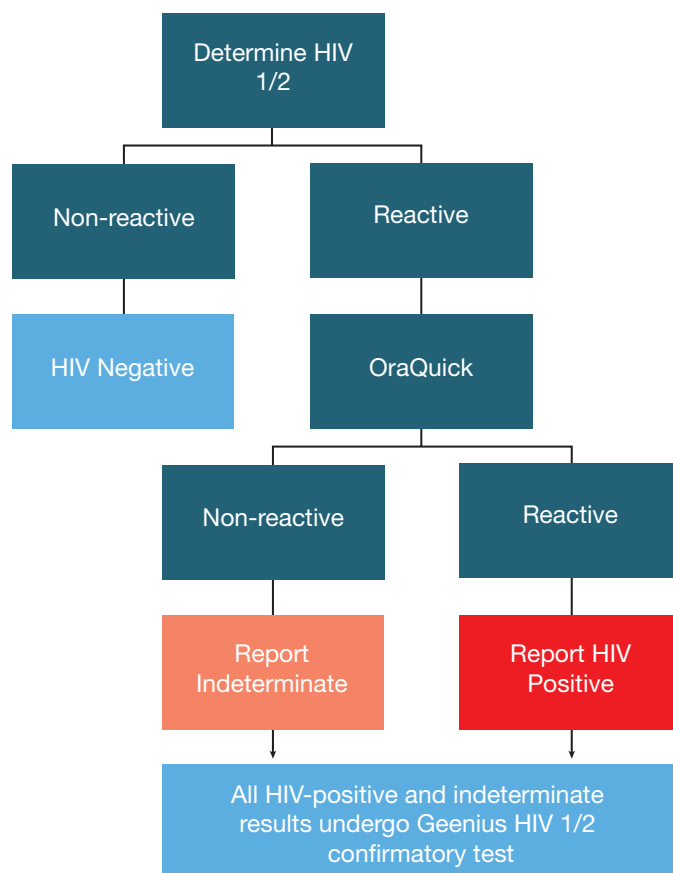 Determine HIV
1/2
Non-reactive
Reactive
HIV Negative
OraQuick
Non-reactive
Reactive
Report
Indeterminate
Report HIV
Positive
All HIV-positive and indeterminate
results undergo Geenius HIV 1/2
confirmatory test